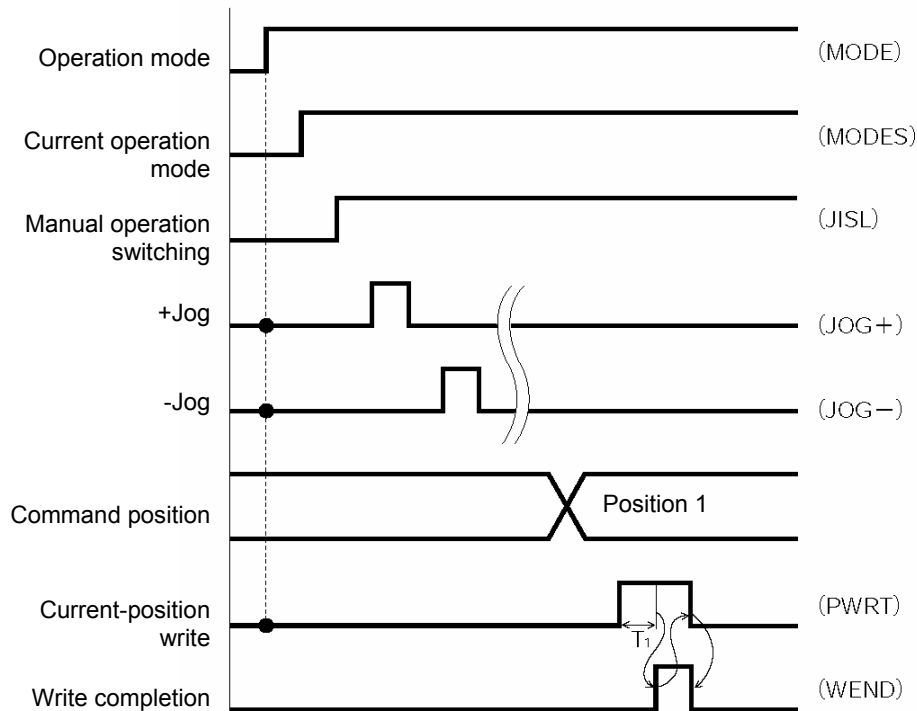 Operation mode
(MODE)
Current operation
mode
(MODES)
Manual operation
switching
(JISL)
+Jog
(JOG+)
-Jog
(JOG−)
Command position
Position 1
Current-position
write
T1
(PWRT)
Write completion
(WEND)